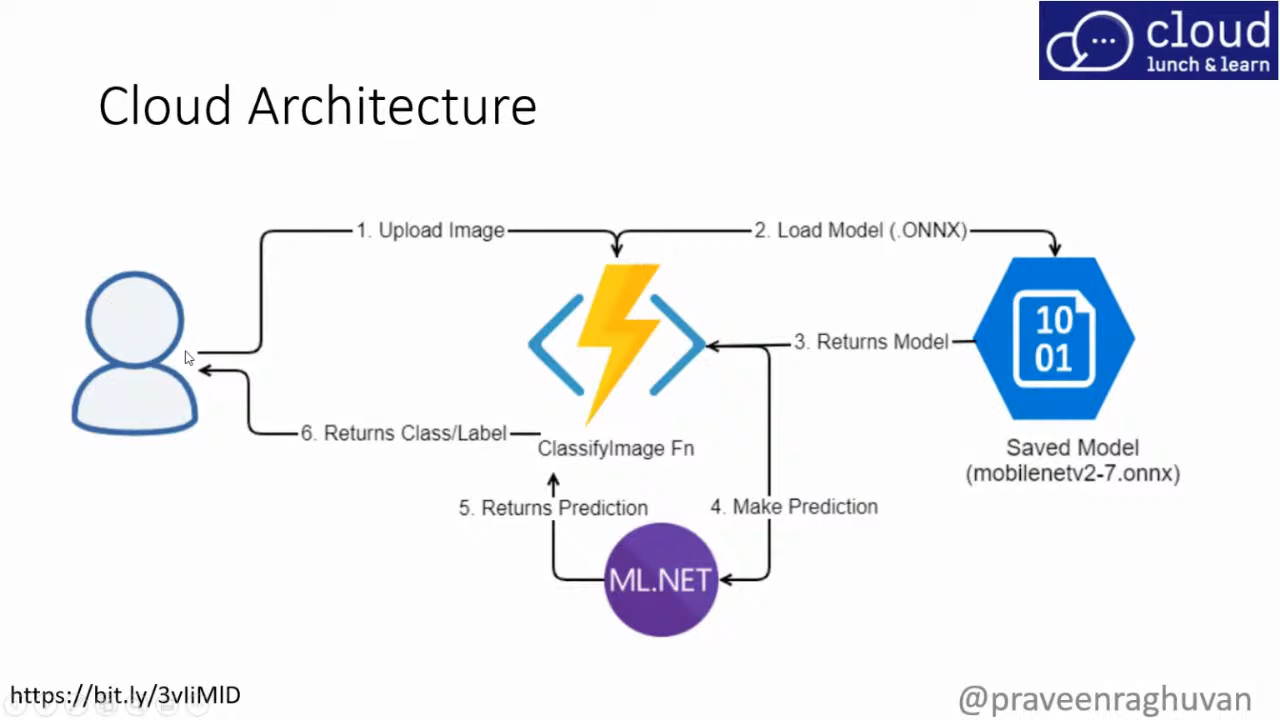 cloud
lunch & learn
Cloud Architecture
1. Upload Image
2. Load Model (.ONNX)
10
01
3. Returns Model
6. Returns Class/Label
ClassifyImage Fn
Saved Model
(mobilenetv2-7.onnx)
5. Returns Prediction
4. Make Prediction
ML.NET
https://bit.ly/3vIiMlD
@praveenraghuvan